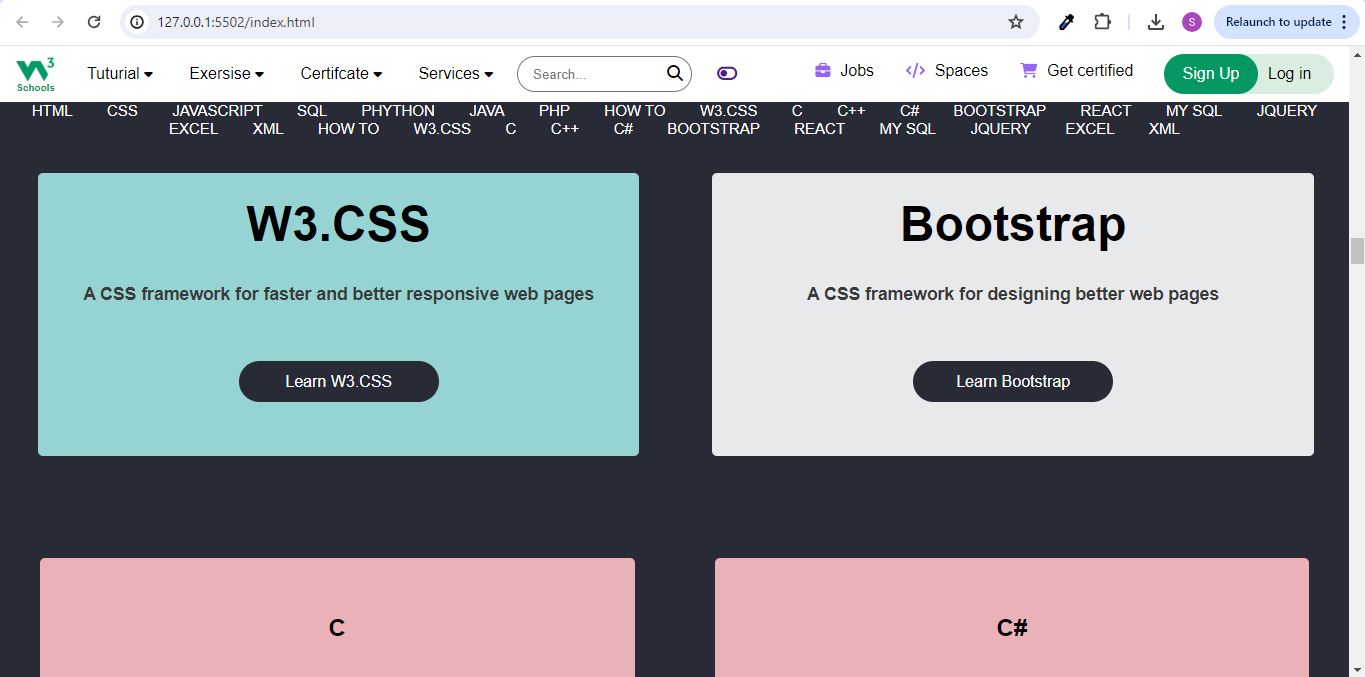 127.0.0.1:5502/index.html S Relaunch to update
W3 Schools Tuturial Exersise Certifcate Services Search... Jobs Spaces Get certified Sign Up Log in
HTML CSS JAVASCRIPT SQL PHYTHON JAVA PHP HOW TO W3.CSS C C++ C# BOOTSTRAP REACT MY SQL JQUERY
EXCEL XML HOW TO W3.CSS C C++ C# BOOTSTRAP REACT MY SQL JQUERY EXCEL XML
W3.CSS
A CSS framework for faster and better responsive web pages
Learn W3.CSS
Bootstrap
A CSS framework for designing better web pages
Learn Bootstrap
C
C#